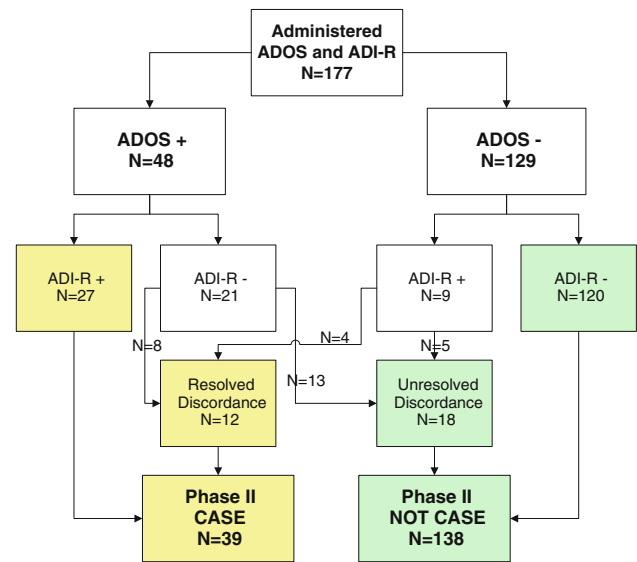 Administered
ADOS and ADI-R
N=177
ADOS +
N=48
ADOS -
N=129
ADI-R +
N=27
ADI-R -
N=21
ADI-R +
N=9
ADI-R -
N=120
N=8
N=4
N=5
N=13
Resolved
Discordance
N=12
Unresolved
Discordance
N=18
Phase II
CASE
N=39
Phase II
NOT CASE
N=138